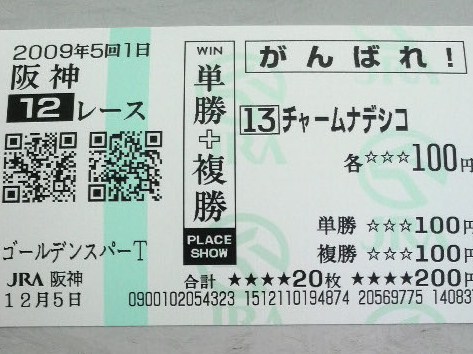 2009年5回1日
阪神
12レース
ゴールデンスパーT
JRA 阪神
12月5日
WIN
単勝+複勝
PLACE
SHOW
がんばれ!
13 チャームナデシコ
各☆☆☆100円
単勝 ☆☆☆100円
複勝 ☆☆☆100円
合計 ★★★★20枚 ★★★★200円
0900102054323 1512110194874 20569775 140837